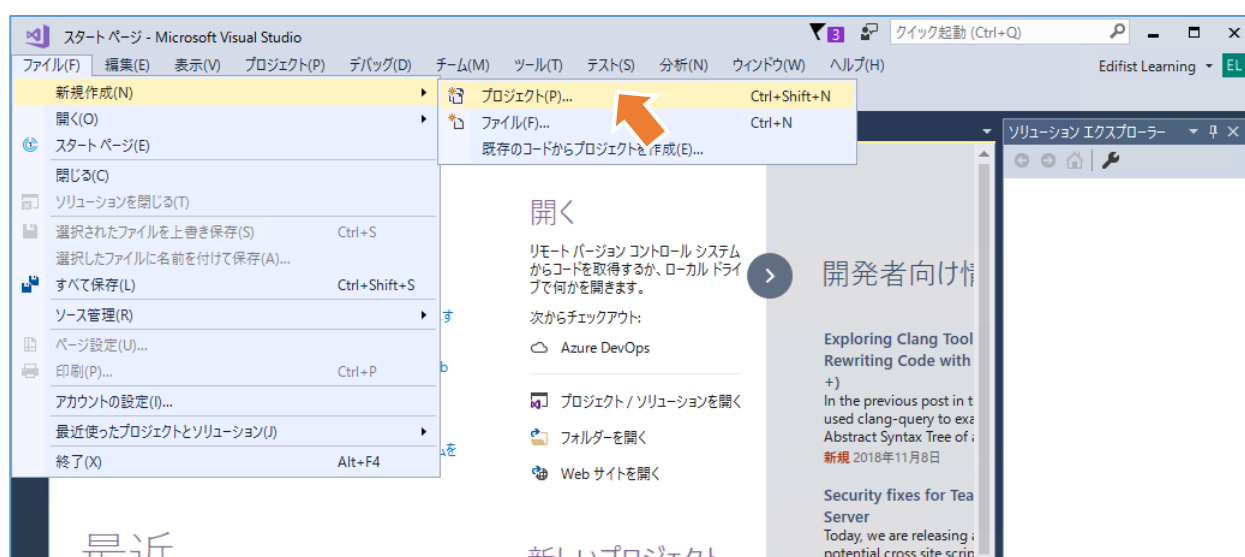 スタート ページ - Microsoft Visual Studio
3
クイック起動 (Ctrl+Q)
ファイル(F) 編集(E) 表示(V) プロジェクト(P) デバッグ(D) チーム(M) ツール(T) テスト(S) 分析(N) ウィンドウ(W) ヘルプ(H)
Edifist Learning EL
新規作成(N)
開く(O)
スタート ページ(E)
閉じる(C)
ソリューションを閉じる(T)
選択されたファイルを上書き保存(S) Ctrl+S
選択したファイルに名前を付けて保存(A)...
すべて保存(L) Ctrl+Shift+S
ソース管理(R)
ページ設定(U)...
印刷(P)... Ctrl+P
アカウントの設定(I)...
最近使ったプロジェクトとソリューション(J)
終了(X) Alt+F4
プロジェクト(P)... Ctrl+Shift+N
ファイル(F)... Ctrl+N
既存のコードからプロジェクトを作成(E)...
ソリューション エクスプローラー
す
b
ムを
開く
リモート バージョン コントロール システム
からコードを取得するか、ローカル ドライ
ブで何かを開きます。
次からチェックアウト:
Azure DevOps
プロジェクト / ソリューションを開く
フォルダーを開く
Web サイトを開く
開発者向け情
Exploring Clang Tool
Rewriting Code with
+)
In the previous post in t
used clang-query to exa
Abstract Syntax Tree of
新規 2018年11月8日
Security fixes for Tea
Server
Today, we are releasing
potential cross site scrip
最近
新しいプロジェクト